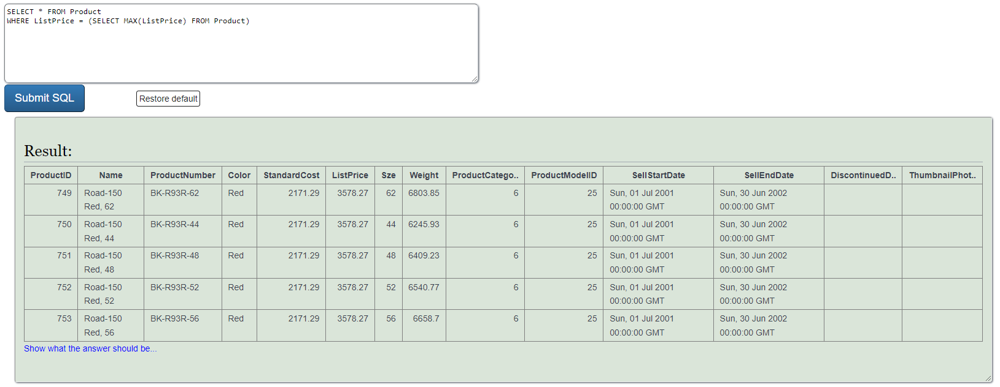 SELECT * FROM Product
WHERE ListPrice = (SELECT MAX(ListPrice) FROM Product)
Submit SQL
Restore default
Result:
ProductID Name ProductNumber Color StandardCost ListPrice Sze Weight ProductCatego.. ProductModelID SellStartDate SellEndDate DiscontinuedD.. ThumbnailPhot..
749 Road-150 BK-R93R-62 Red 2171.29 3578.27 62 6803.85 6 25 Sun, 01 Jul 2001 Sun, 30 Jun 2002
Red, 62 00:00:00 GMT 00:00:00 GMT
750 Road-150 BK-R93R-44 Red 2171.29 3578.27 44 6245.93 6 25 Sun, 01 Jul 2001 Sun, 30 Jun 2002
Red, 44 00:00:00 GMT 00:00:00 GMT
751 Road-150 BK-R93R-48 Red 2171.29 3578.27 48 6409.23 6 25 Sun, 01 Jul 2001 Sun, 30 Jun 2002
Red, 48 00:00:00 GMT 00:00:00 GMT
752 Road-150 BK-R93R-52 Red 2171.29 3578.27 52 6540.77 6 25 Sun, 01 Jul 2001 Sun, 30 Jun 2002
Red, 52 00:00:00 GMT 00:00:00 GMT
753 Road-150 BK-R93R-56 Red 2171.29 3578.27 56 6658.7 6 25 Sun, 01 Jul 2001 Sun, 30 Jun 2002
Red, 56 00:00:00 GMT 00:00:00 GMT
Show what the answer should be...